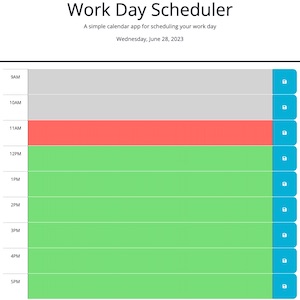 Work Day Scheduler
A simple calendar app for scheduling your work day
Wednesday, June 28, 2023
9AM
10AM
11AM
12PM
1PM
2PM
3PM
4PM
5PM